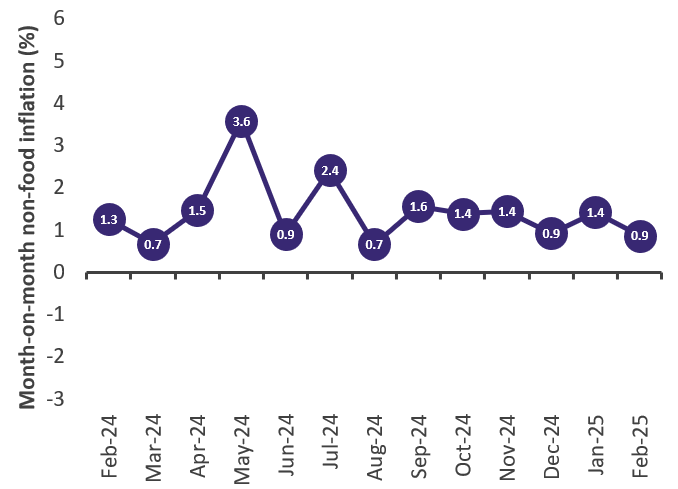 Month-on-month non-food inflation (%)
6
5
4
3
2
1
0
-1
-2
-3
1.3
0.7
1.5
3.6
0.9
2.4
0.7
1.6
1.4
1.4
0.9
1.4
0.9
Feb-24
Mar-24
Apr-24
May-24
Jun-24
Jul-24
Aug-24
Sep-24
Oct-24
Nov-24
Dec-24
Jan-25
Feb-25